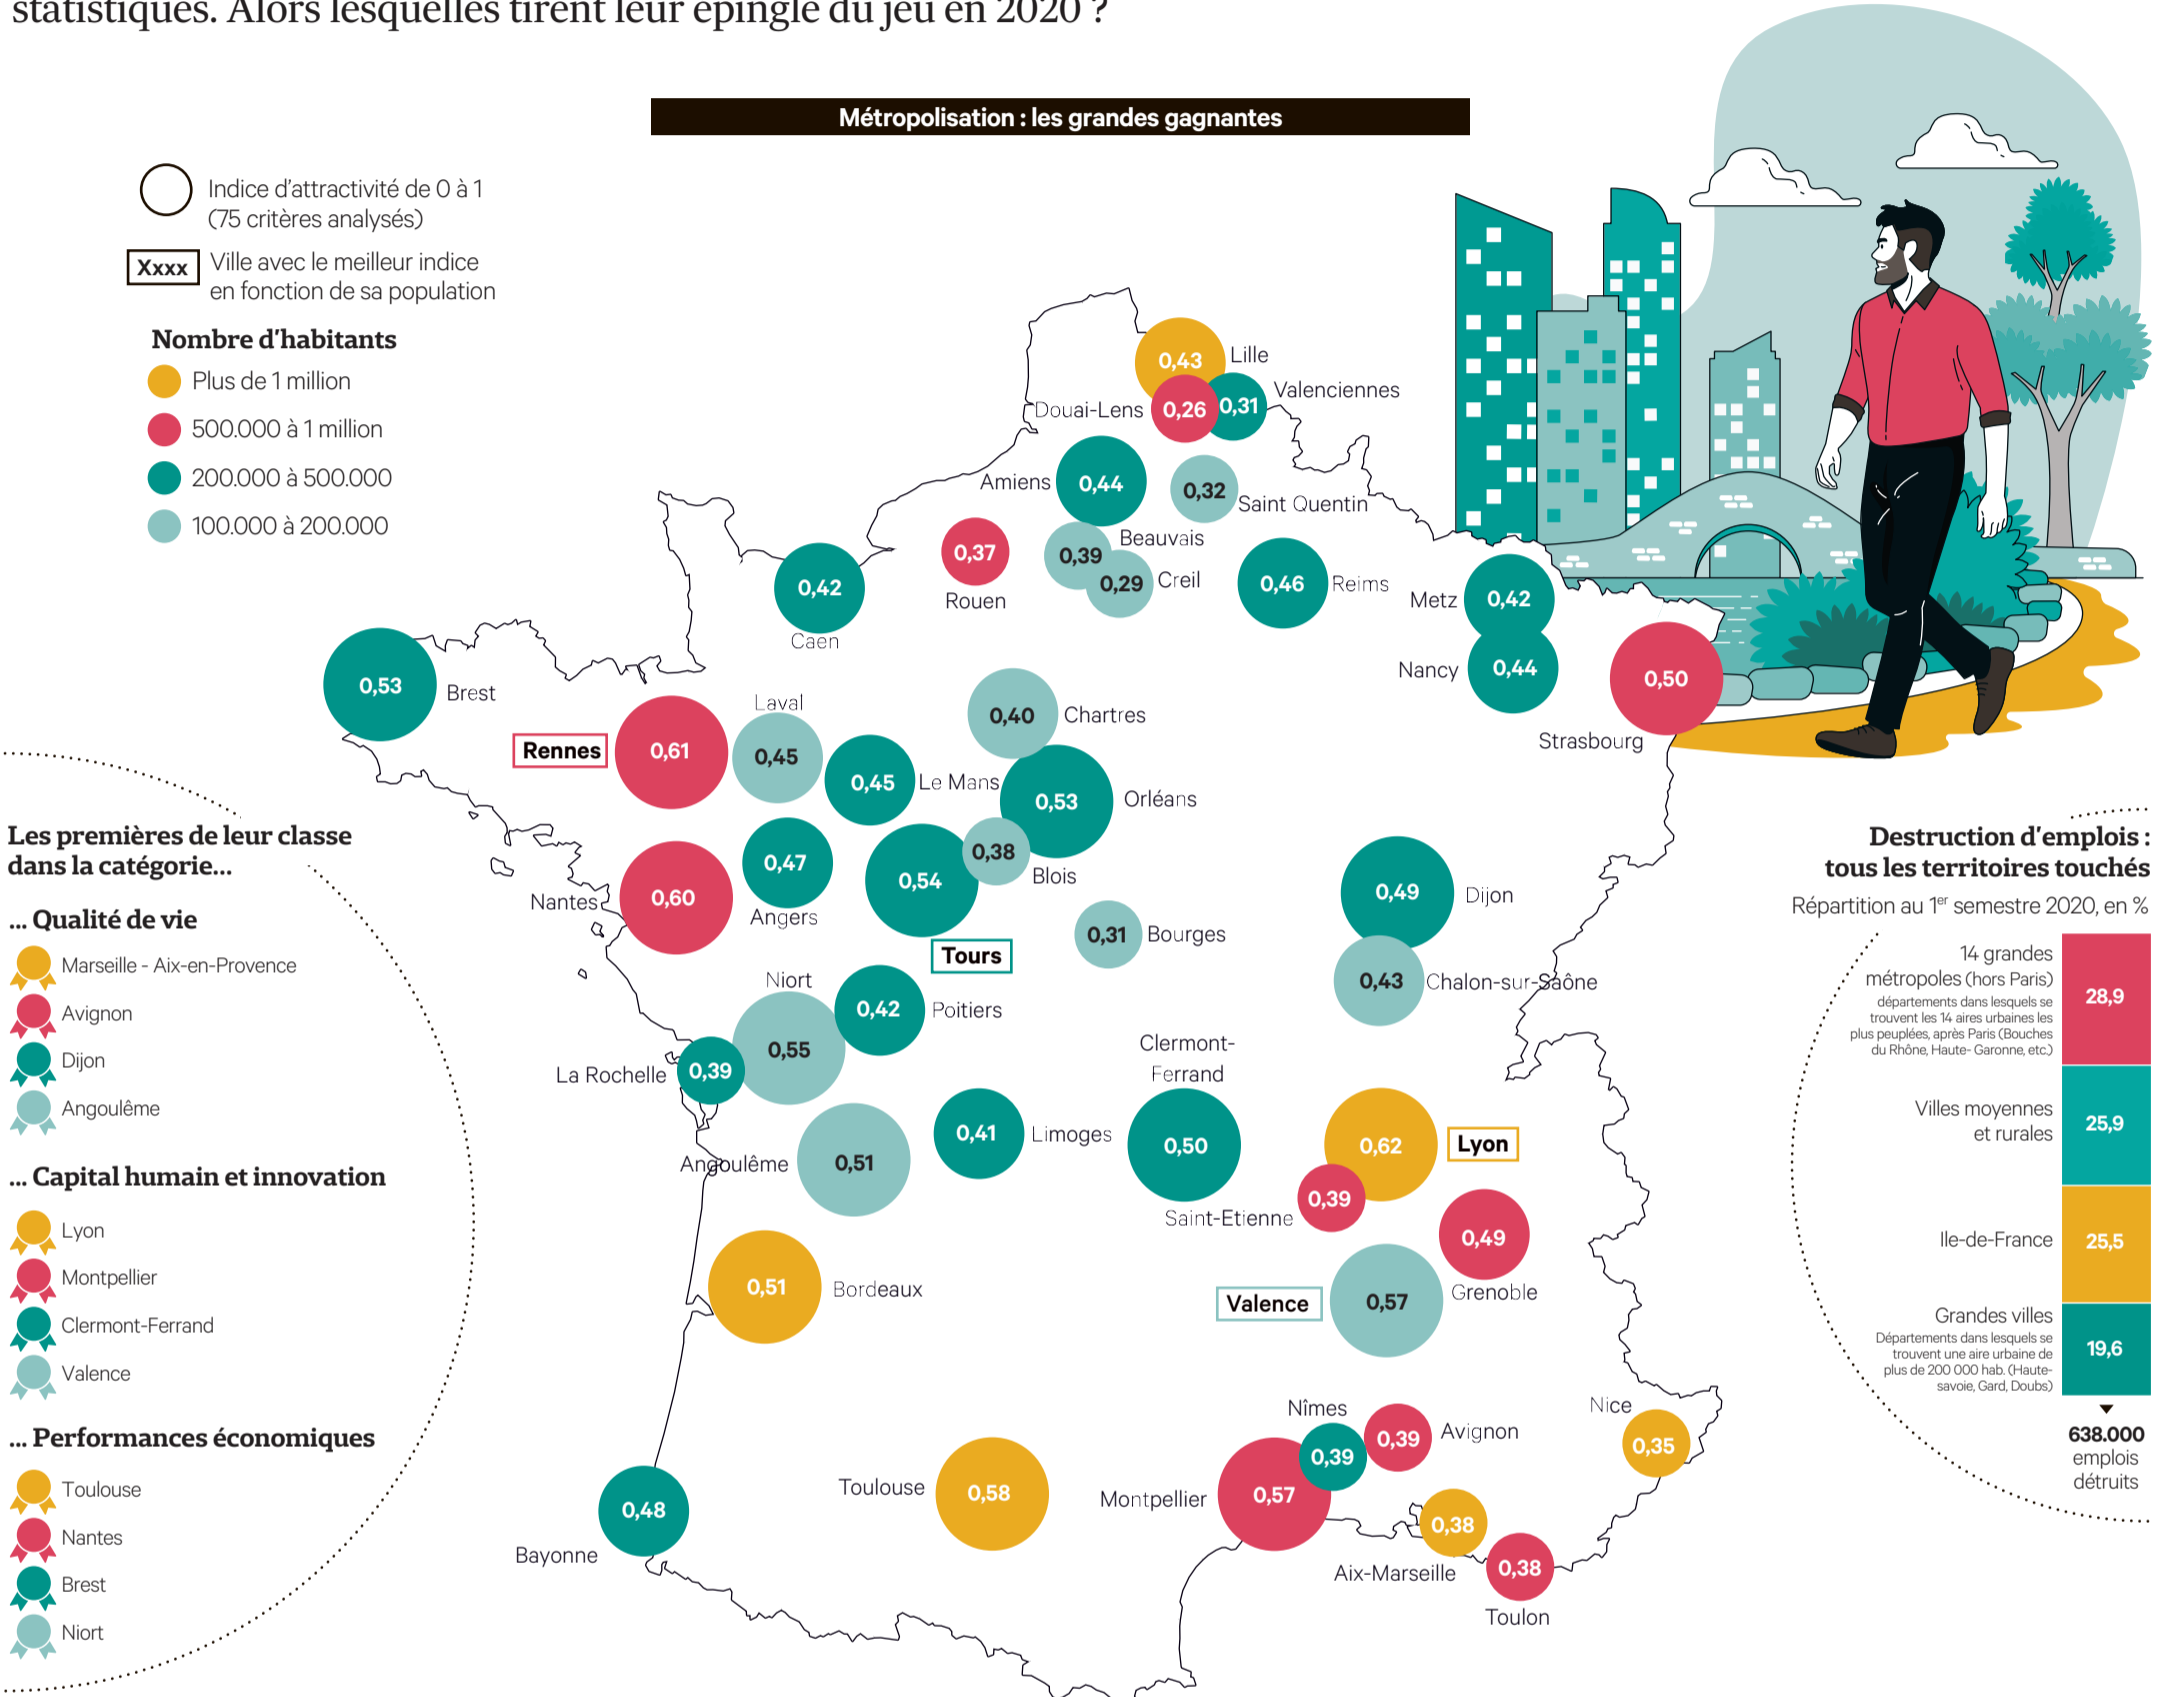 statistiques. Alors lesquelles tirent leur épingle du jeu en 2020 ?
Métropolisation : les grandes gagnantes
Indice d'attractivité de 0 à 1
(75 critères analysés)
Xxxx
Ville avec le meilleur indice
en fonction de sa population
Nombre d'habitants
Plus de 1 million
500.000 à 1 million
200.000 à 500.000
100.000 à 200.000
0,43
Lille
Valenciennes
Douai-Lens
0,26
0,31
Amiens
0,44
0,32
Saint Quentin
0,37
Rouen
Beauvais
0,39
0,29
Creil
0,46
Reims
0,42
Caen
Metz
0,42
Nancy
0,44
0,50
Strasbourg
0,53
Brest
Rennes
0,61
Laval
0,45
0,45
Le Mans
0,40
Chartres
0,53
Orléans
0,38
Blois
Nantes
0,60
0,47
Angers
0,54
Tours
0,31
Bourges
0,49
Dijon
0,43
Chalon-sur-Saône
Niort
0,55
0,42
Poitiers
La Rochelle
0,39
Angoulême
0,51
0,41
Limoges
Clermont-
Ferrand
0,50
0,62
Lyon
0,39
Saint-Etienne
0,49
Grenoble
Valence
0,57
0,51
Bordeaux
0,48
Bayonne
Toulouse
0,58
Montpellier
0,57
Nîmes
0,39
0,39
Avignon
Nice
0,35
0,38
Aix-Marseille
0,38
Toulon
Les premières de leur classe
dans la catégorie...
... Qualité de vie
Marseille - Aix-en-Provence
Avignon
Dijon
Angoulême
... Capital humain et innovation
Lyon
Montpellier
Clermont-Ferrand
Valence
... Performances économiques
Toulouse
Nantes
Brest
Niort
Destruction d'emplois :
tous les territoires touchés
Répartition au 1er semestre 2020, en %
14 grandes
métropoles (hors Paris)
départements dans lesquels se
trouvent les 14 aires urbaines les
plus peuplées, après Paris (Bouches
du Rhône, Haute- Garonne, etc.)
28,9
Villes moyennes
et rurales
25,9
Ile-de-France
25,5
Grandes villes
Départements dans lesquels se
trouvent une aire urbaine de
plus de 200 000 hab. (Haute-
savoie, Gard, Doubs)
19,6
638.000
emplois
détruits